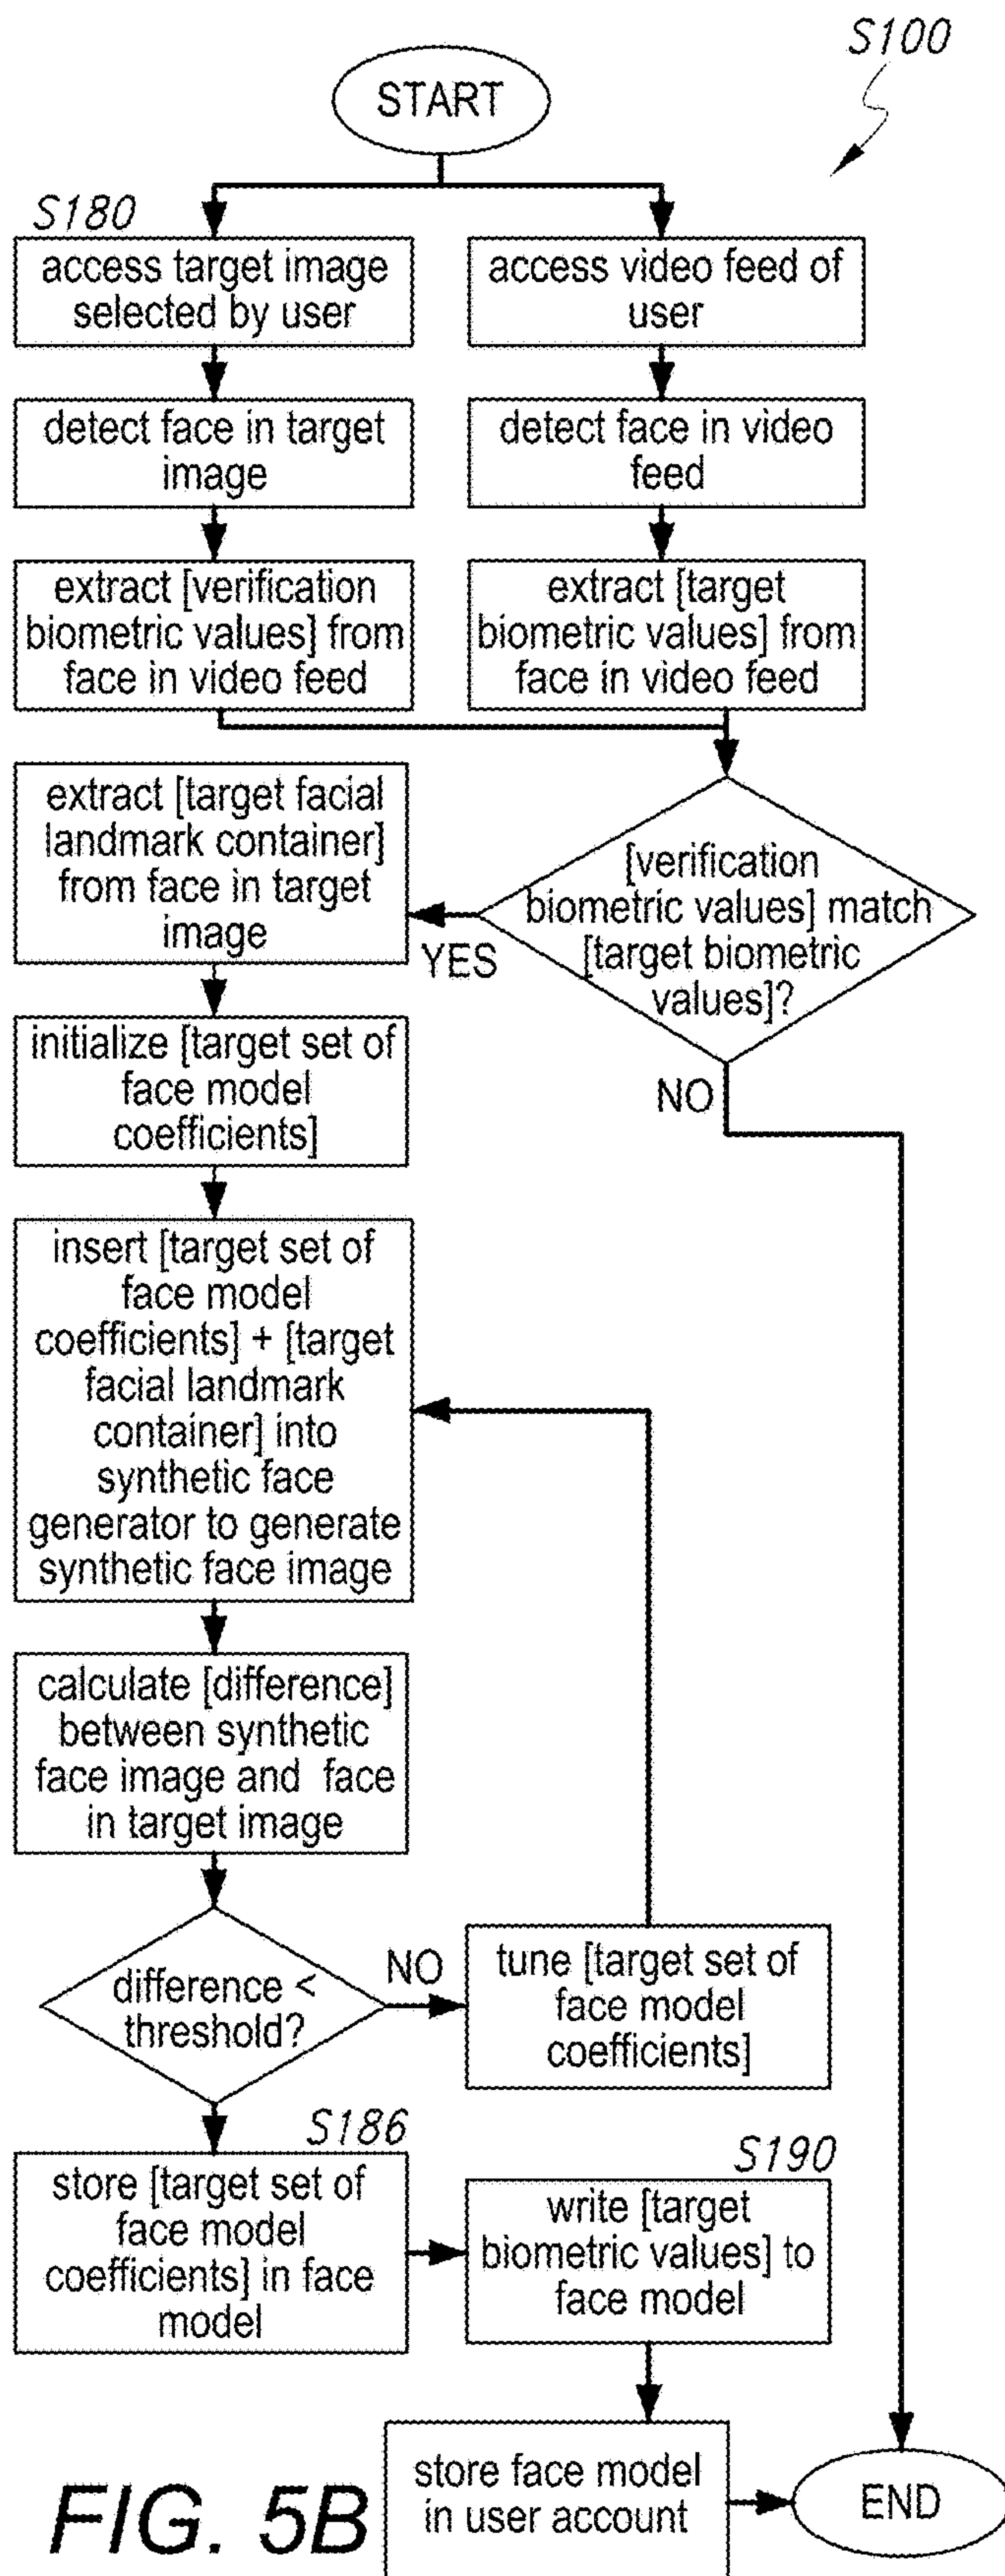 S100
START
S180
access target image
selected by user
access video feed of
user
detect face in target
image
detect face in video
feed
extract [verification
biometric values] from
face in video feed
extract [target
biometric values] from
face in video feed
[verification
biometric values] match
[target biometric
values]?
YES
NO
extract [target facial
landmark container]
from face in target
image
initialize [target set of
face model
coefficients]
insert [target set of
face model
coefficients] + [target
facial landmark
container] into
synthetic face
generator to generate
synthetic face image
calculate [difference]
between synthetic
face image and face
in target image
difference <
threshold?
NO
tune [target set of
face model
coefficients]
S186
store [target set of
face model
coefficients] in face
model
S190
write [target
biometric values] to
face model
store face model
in user account
END
FIG. 5B